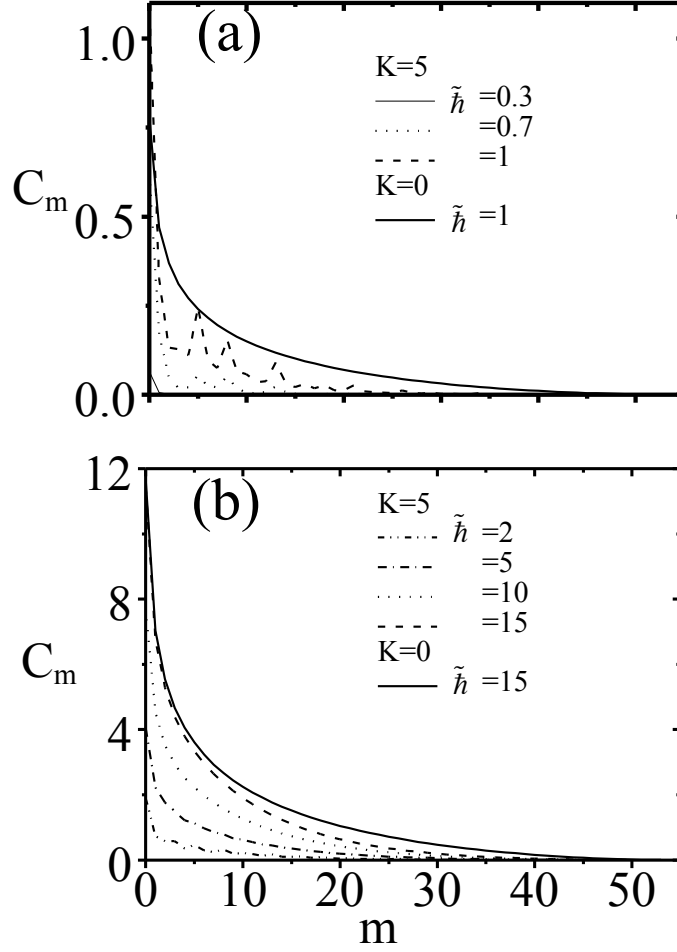 (a)
K=5
ℏ̃ =0.3
=0.7
=1
K=0
ℏ̃ =1
C_m
1.0
0.5
0.0
(b)
K=5
ℏ̃ =2
=5
=10
=15
K=0
ℏ̃ =15
C_m
12
8
4
0
0 10 20 30 40 50
m